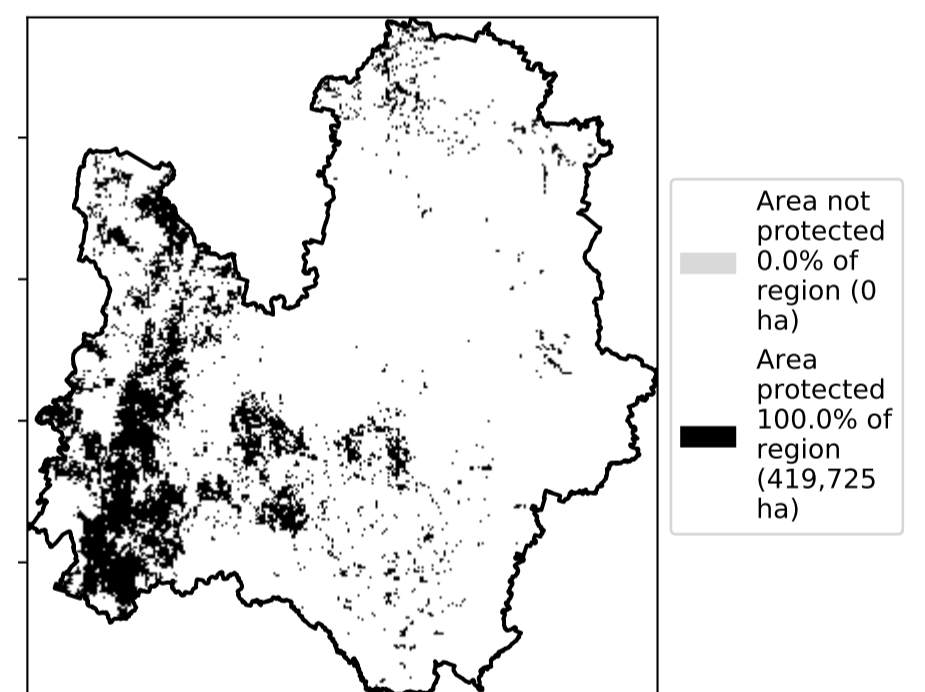 Area not
protected
0.0% of
region (0
ha)
Area
protected
100.0% of
region
(419,725
ha)